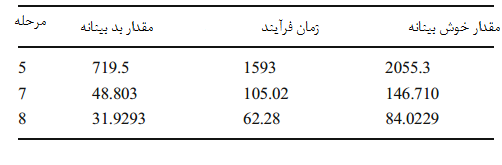 مرحله مقدار بد بینانه زمان فرآیند مقدار خوش بینانه
5 719.5 1593 2055.3
7 48.803 105.02 146.710
8 31.9293 62.28 84.0229